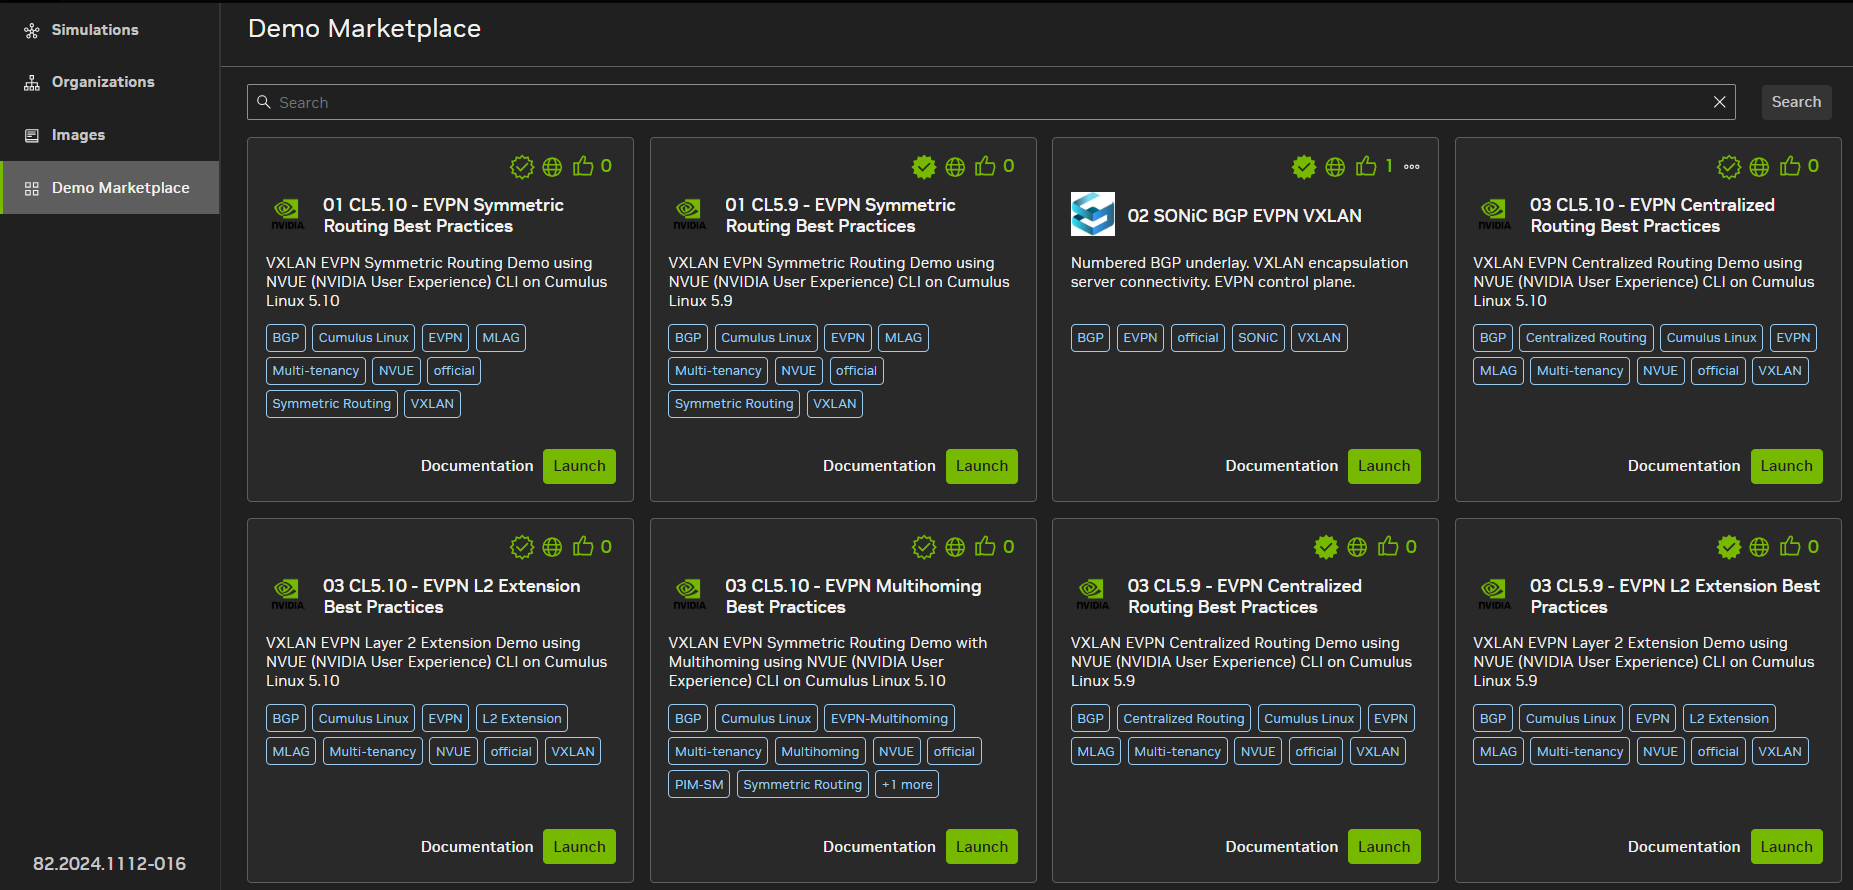 Simulations
Organizations
Images
Demo Marketplace
82.2024.1112-016
Demo Marketplace
Search
Search
0
NVIDIA
01 CL5.10 - EVPN Symmetric
Routing Best Practices
VXLAN EVPN Symmetric Routing Demo using
NVUE (NVIDIA User Experience) CLI on Cumulus
Linux 5.10
BGP Cumulus Linux EVPN MLAG
Multi-tenancy NVUE official
Symmetric Routing VXLAN
Documentation Launch
0
NVIDIA
01 CL5.9 - EVPN Symmetric
Routing Best Practices
VXLAN EVPN Symmetric Routing Demo using
NVUE (NVIDIA User Experience) CLI on Cumulus
Linux 5.9
BGP Cumulus Linux EVPN MLAG
Multi-tenancy NVUE official
Symmetric Routing VXLAN
Documentation Launch
1
02 SONiC BGP EVPN VXLAN
Numbered BGP underlay. VXLAN encapsulation
server connectivity. EVPN control plane.
BGP EVPN official SONiC VXLAN
Documentation Launch
0
NVIDIA
03 CL5.10 - EVPN Centralized
Routing Best Practices
VXLAN EVPN Centralized Routing Demo using
NVUE (NVIDIA User Experience) CLI on Cumulus
Linux 5.10
BGP Centralized Routing Cumulus Linux EVPN
MLAG Multi-tenancy NVUE official VXLAN
Documentation Launch
0
NVIDIA
03 CL5.10 - EVPN L2 Extension
Best Practices
VXLAN EVPN Layer 2 Extension Demo using
NVUE (NVIDIA User Experience) CLI on Cumulus
Linux 5.10
BGP Cumulus Linux EVPN L2 Extension
MLAG Multi-tenancy NVUE official VXLAN
Documentation Launch
0
NVIDIA
03 CL5.10 - EVPN Multihoming
Best Practices
VXLAN EVPN Symmetric Routing Demo with
Multihoming using NVUE (NVIDIA User
Experience) CLI on Cumulus Linux 5.10
BGP Cumulus Linux EVPN-Multihoming
Multi-tenancy Multihoming NVUE official
PIM-SM Symmetric Routing +1 more
Documentation Launch
0
NVIDIA
03 CL5.9 - EVPN Centralized
Routing Best Practices
VXLAN EVPN Centralized Routing Demo using
NVUE (NVIDIA User Experience) CLI on Cumulus
Linux 5.9
BGP Centralized Routing Cumulus Linux EVPN
MLAG Multi-tenancy NVUE official VXLAN
Documentation Launch
0
NVIDIA
03 CL5.9 - EVPN L2 Extension Best
Practices
VXLAN EVPN Layer 2 Extension Demo using
NVUE (NVIDIA User Experience) CLI on Cumulus
Linux 5.9
BGP Cumulus Linux EVPN L2 Extension
MLAG Multi-tenancy NVUE official VXLAN
Documentation Launch